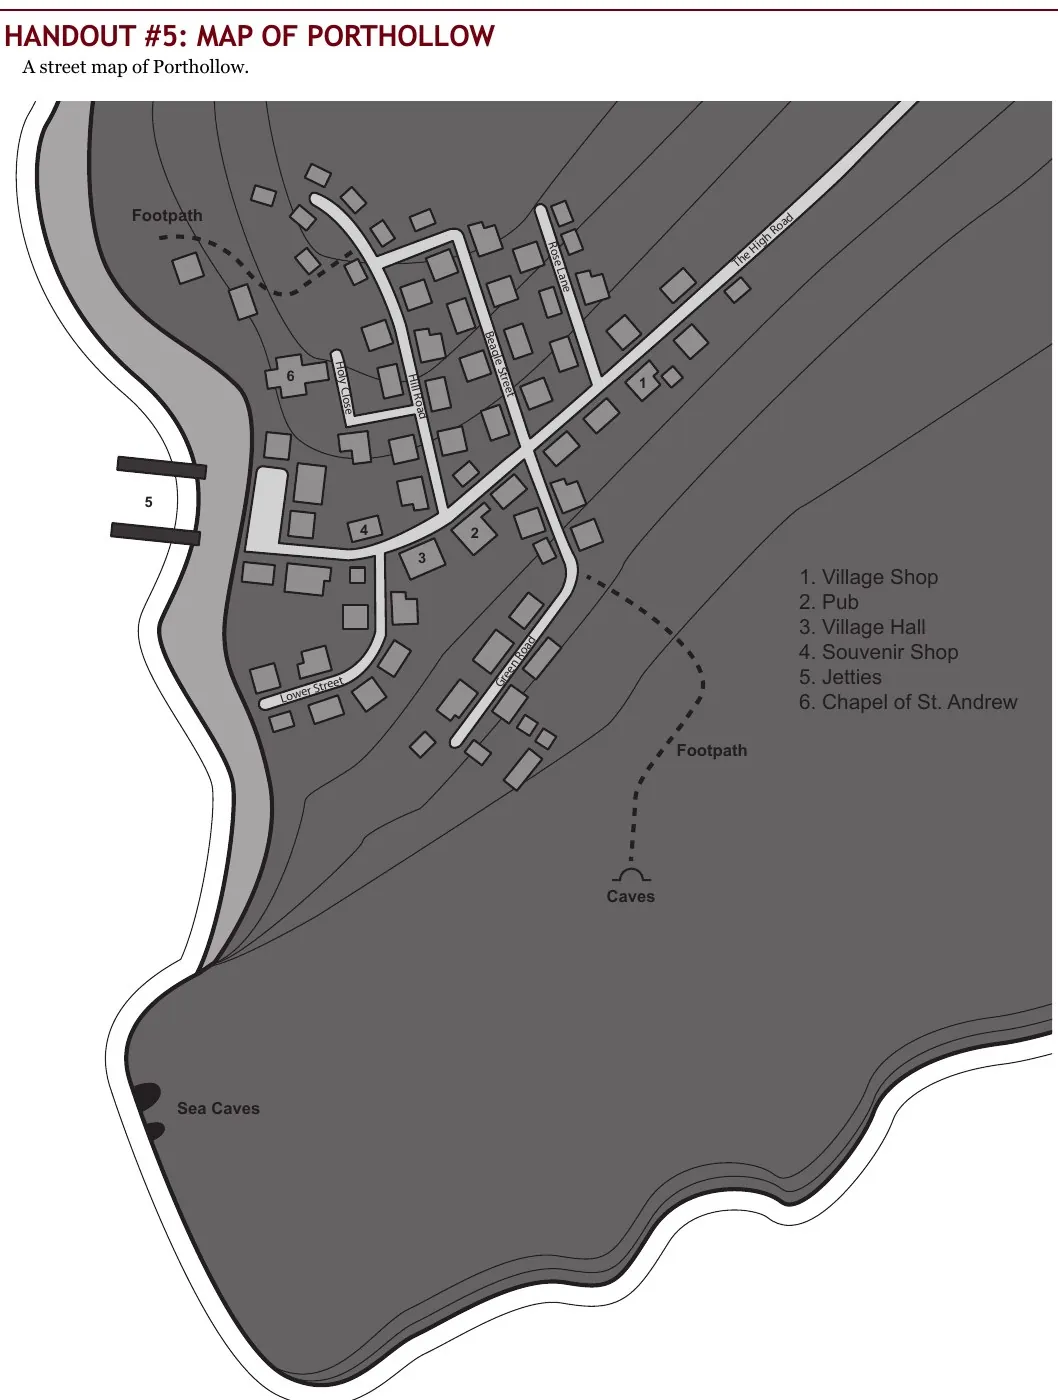 HANDOUT #5: MAP OF PORTHOLLOW
A street map of Porthollow.
Footpath
The High Road
Rose Lane
Beagle Street
Holy Close
Hill Road
6
1
5
4
2
3
1. Village Shop
2. Pub
3. Village Hall
4. Souvenir Shop
5. Jetties
6. Chapel of St. Andrew
Green Road
Lower Street
Footpath
Caves
Sea Caves